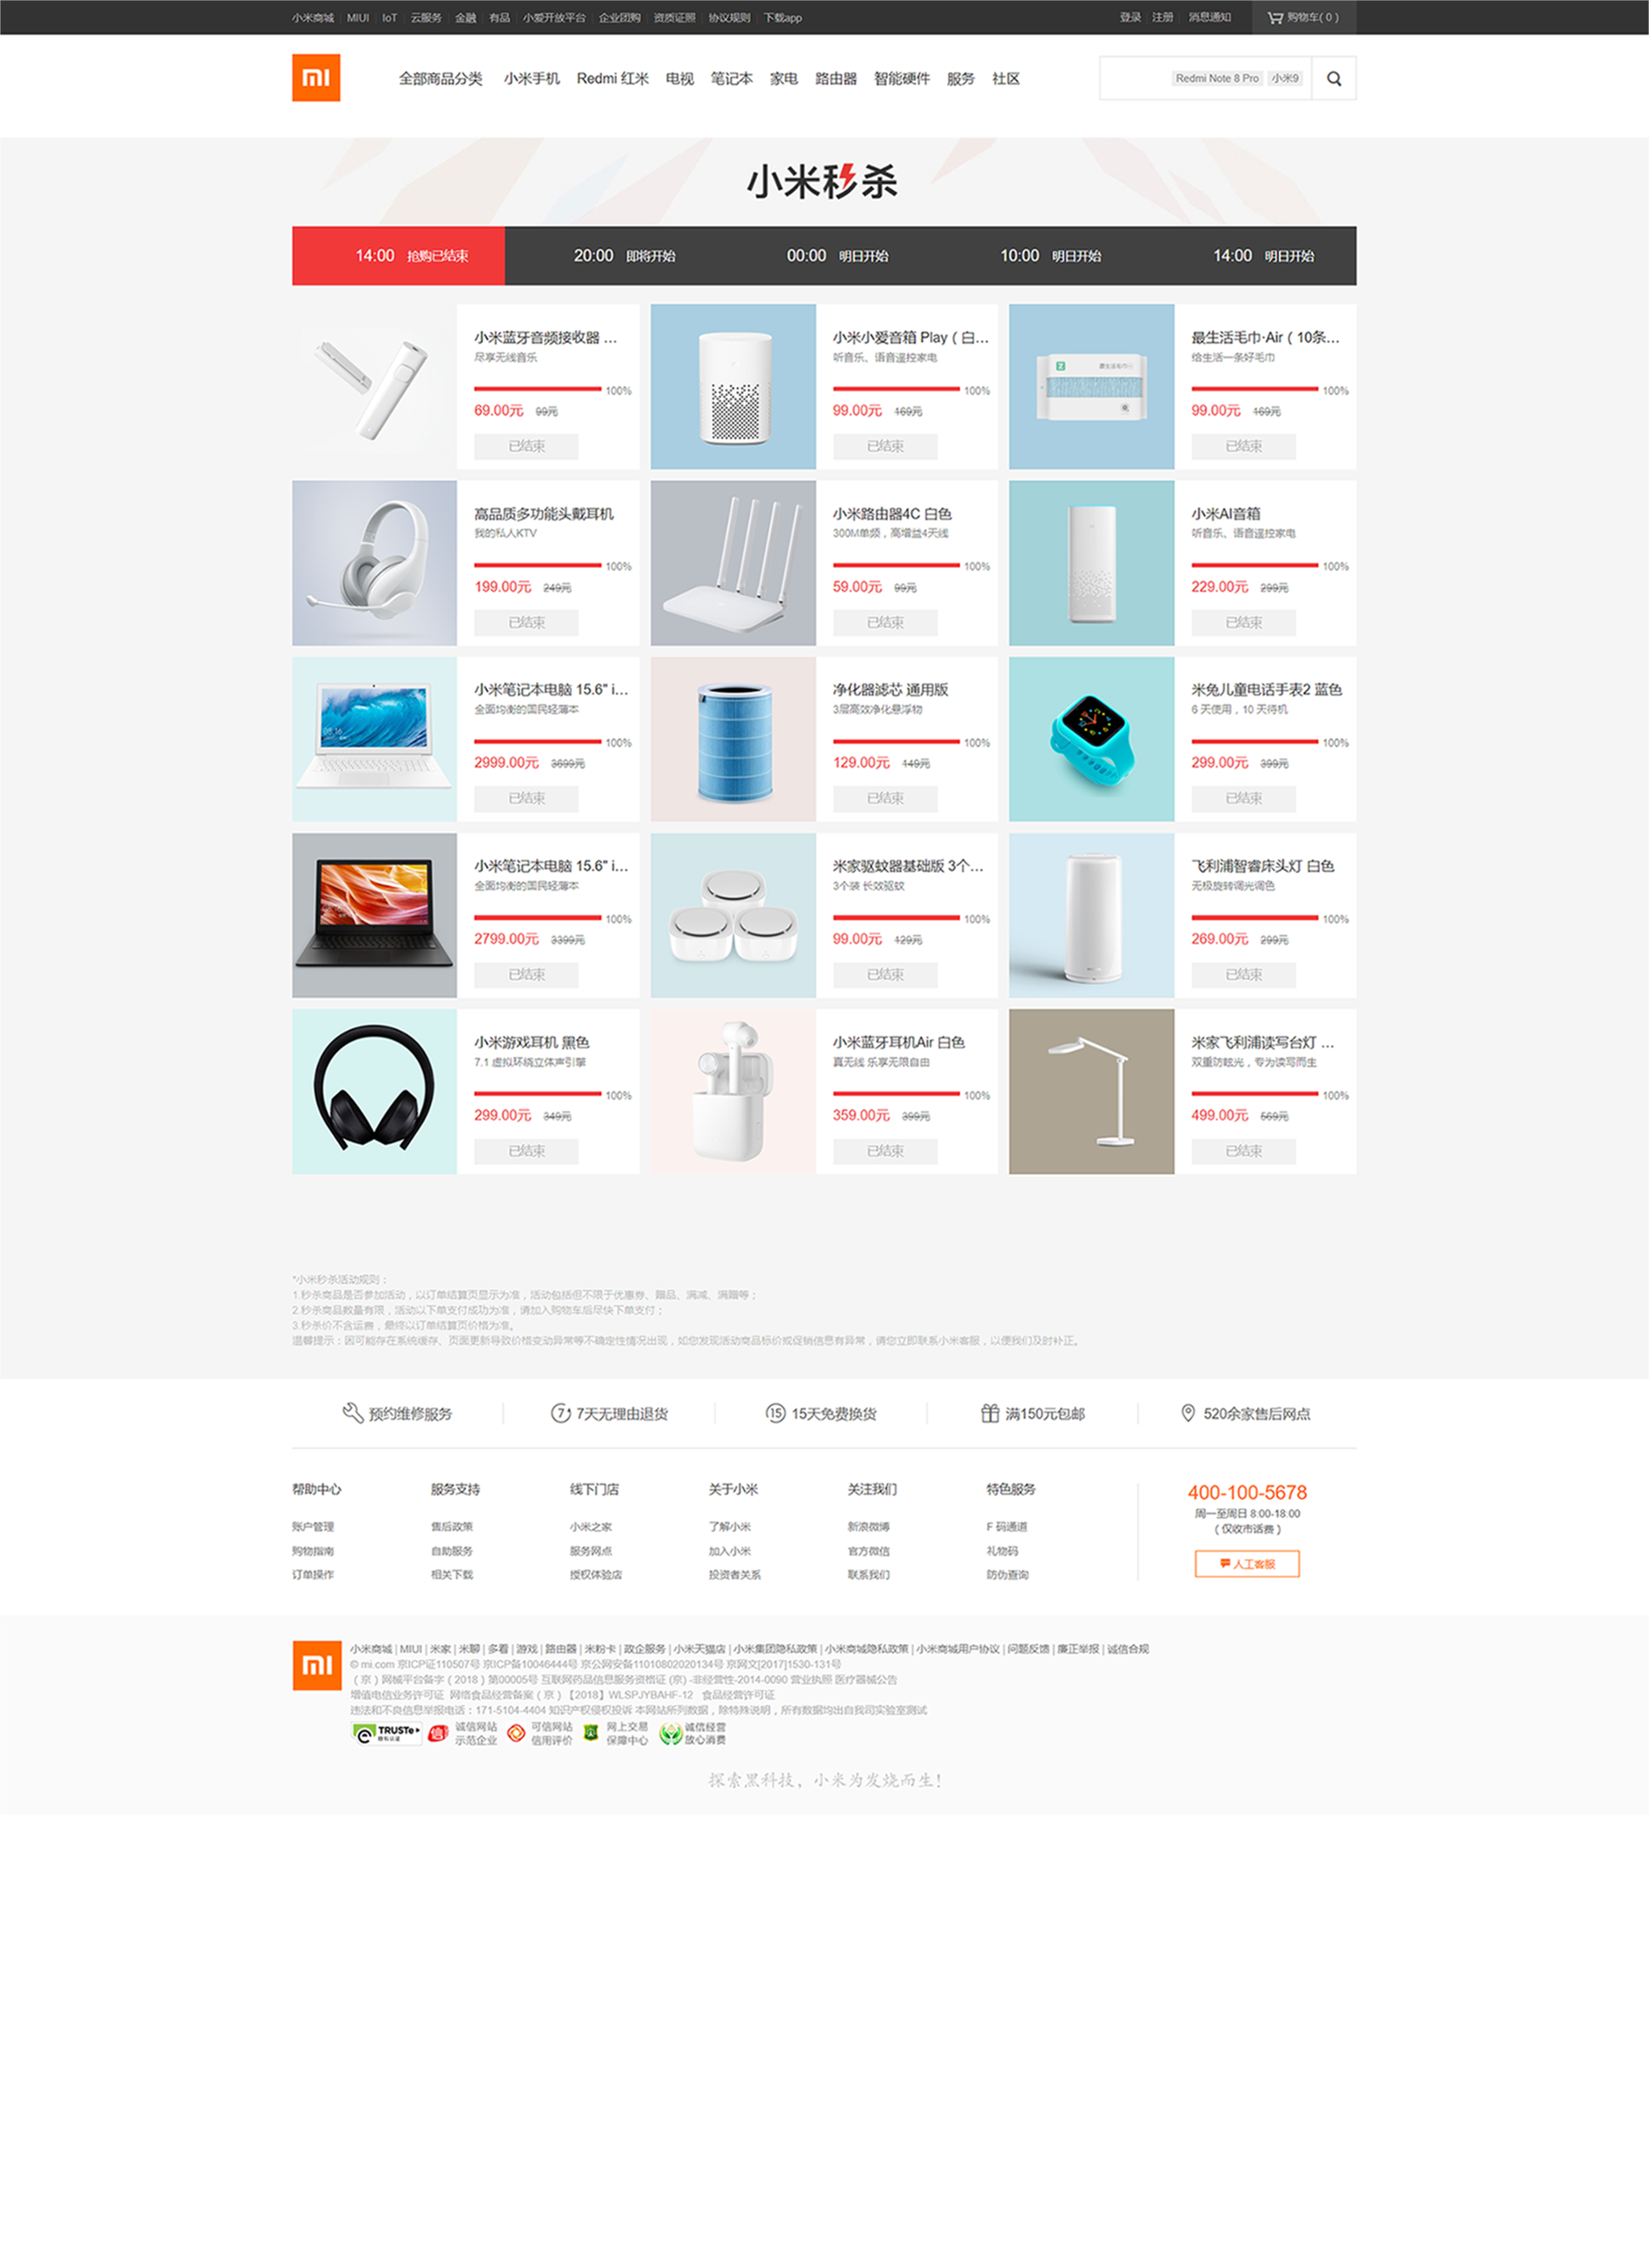 小米商城 MIUI IoT 云服务 金融 有品 小爱开放平台 企业团购 资质证照 协议规则 下载app 登录 注册 消息通知 购物车( 0 )
mi 全部商品分类 小米手机 Redmi 红米 电视 笔记本 家电 路由器 智能硬件 服务 社区 Redmi Note 8 Pro 小米9
小米秒杀
14:00 抢购已结束 20:00 即将开始 00:00 明日开始 10:00 明日开始 14:00 明日开始
小米蓝牙音频接收器 ...
尽享无线音乐
100%
69.00元 99元
已结束
小米小爱音箱 Play（白...
听音乐、语音遥控家电
100%
99.00元 169元
已结束
最生活毛巾·Air（10条...
给生活一条好毛巾
100%
99.00元 169元
已结束
高品质多功能头戴耳机
我的私人KTV
100%
199.00元 249元
已结束
小米路由器4C 白色
300M单频，高增益4天线
100%
59.00元 99元
已结束
小米AI音箱
听音乐、语音遥控家电
100%
229.00元 299元
已结束
小米笔记本电脑 15.6" i...
全面均衡的国民轻薄本
100%
2999.00元 3699元
已结束
净化器滤芯 通用版
3层高效净化悬浮物
100%
129.00元 149元
已结束
米兔儿童电话手表2 蓝色
6 天使用，10 天待机
100%
299.00元 399元
已结束
小米笔记本电脑 15.6" i...
全面均衡的国民轻薄本
100%
2799.00元 3399元
已结束
米家驱蚊器基础版 3个...
3个装 长效驱蚊
100%
99.00元 129元
已结束
飞利浦智睿床头灯 白色
无极旋转调光调色
100%
269.00元 299元
已结束
小米游戏耳机 黑色
7.1 虚拟环绕立体声引擎
100%
299.00元 349元
已结束
小米蓝牙耳机Air 白色
真无线 乐享无限自由
100%
359.00元 399元
已结束
米家飞利浦读写台灯 ...
双重防眩光，专为读写而生
100%
499.00元 569元
已结束
*小米秒杀活动规则：
1.秒杀商品是否参加活动，以订单结算页显示为准，活动包括但不限于优惠券、赠品、满减、满赠等；
2.秒杀商品数量有限，活动以下单支付成功为准，请加入购物车后尽快下单支付；
3.秒杀价不含运费，最终以订单结算页价格为准。
温馨提示：因可能存在系统缓存、页面更新导致价格变动异常等不确定性情况出现，如您发现活动商品标价或促销信息有异常，请您立即联系小米客服，以便我们及时补正。
预约维修服务 7天无理由退货 15天免费换货 满150元包邮 520余家售后网点
帮助中心 服务支持 线下门店 关于小米 关注我们 特色服务
账户管理 售后政策 小米之家 了解小米 新浪微博 F 码通道
购物指南 自助服务 服务网点 加入小米 官方微信 礼物码
订单操作 相关下载 授权体验店 投资者关系 联系我们 防伪查询
400-100-5678
周一至周日 8:00-18:00
（仅收市话费）
人工客服
mi
小米商城 | MIUI | 米家 | 米聊 | 多看 | 游戏 | 路由器 | 米粉卡 | 政企服务 | 小米天猫店 | 小米集团隐私政策 | 小米商城隐私政策 | 小米商城用户协议 | 问题反馈 | 廉正举报 | 诚信合规
© mi.com 京ICP证110507号 京ICP备10046444号 京公网安备11010802020134号 京网文[2017]1530-131号
（京）网械平台备字（2018）第00005号 互联网药品信息服务资格证 (京) -非经营性-2014-0090 营业执照 医疗器械公告
增值电信业务许可证 网络食品经营备案（京）【2018】WLSPJYBAHF-12 食品经营许可证
违法和不良信息举报电话：171-5104-4404 知识产权侵权投诉 本网站所列数据，除特殊说明，所有数据均出自我司实验室测试
TRUSTe 隐私认证 诚信网站 示范企业 可信网站 信用评价 网上交易 保障中心 诚信经营 放心消费
探索黑科技，小米为发烧而生！